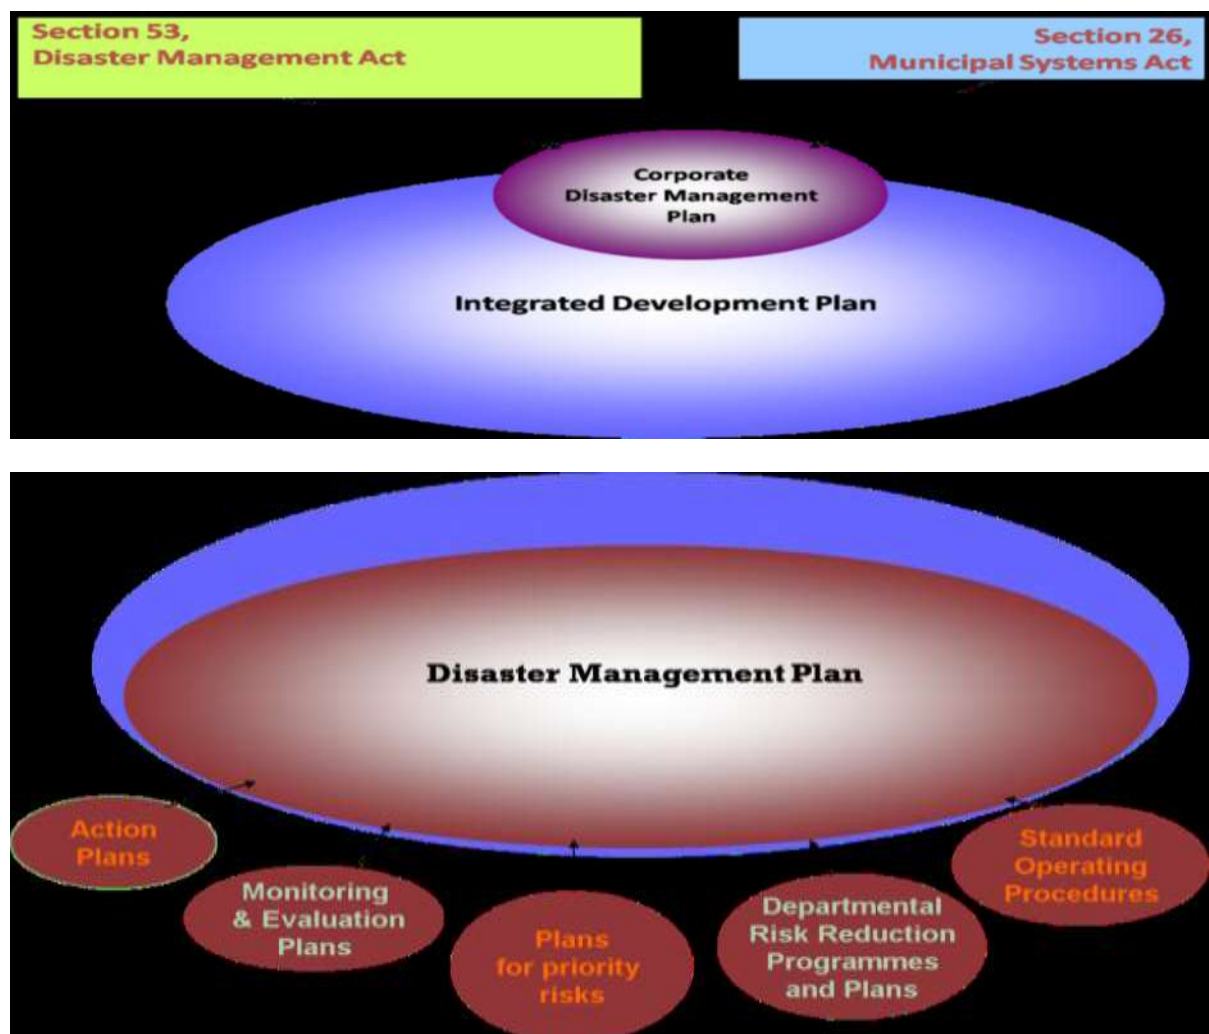 Section 53,
Disaster Management Act
Section 26,
Municipal Systems Act
Corporate
Disaster Management
Plan
Integrated Development Plan
Disaster Management Plan
Action
Plans
Monitoring
& Evaluation
Plans
Plans
for priority
risks
Departmental
Risk Reduction
Programmes
and Plans
Standard
Operating
Procedures